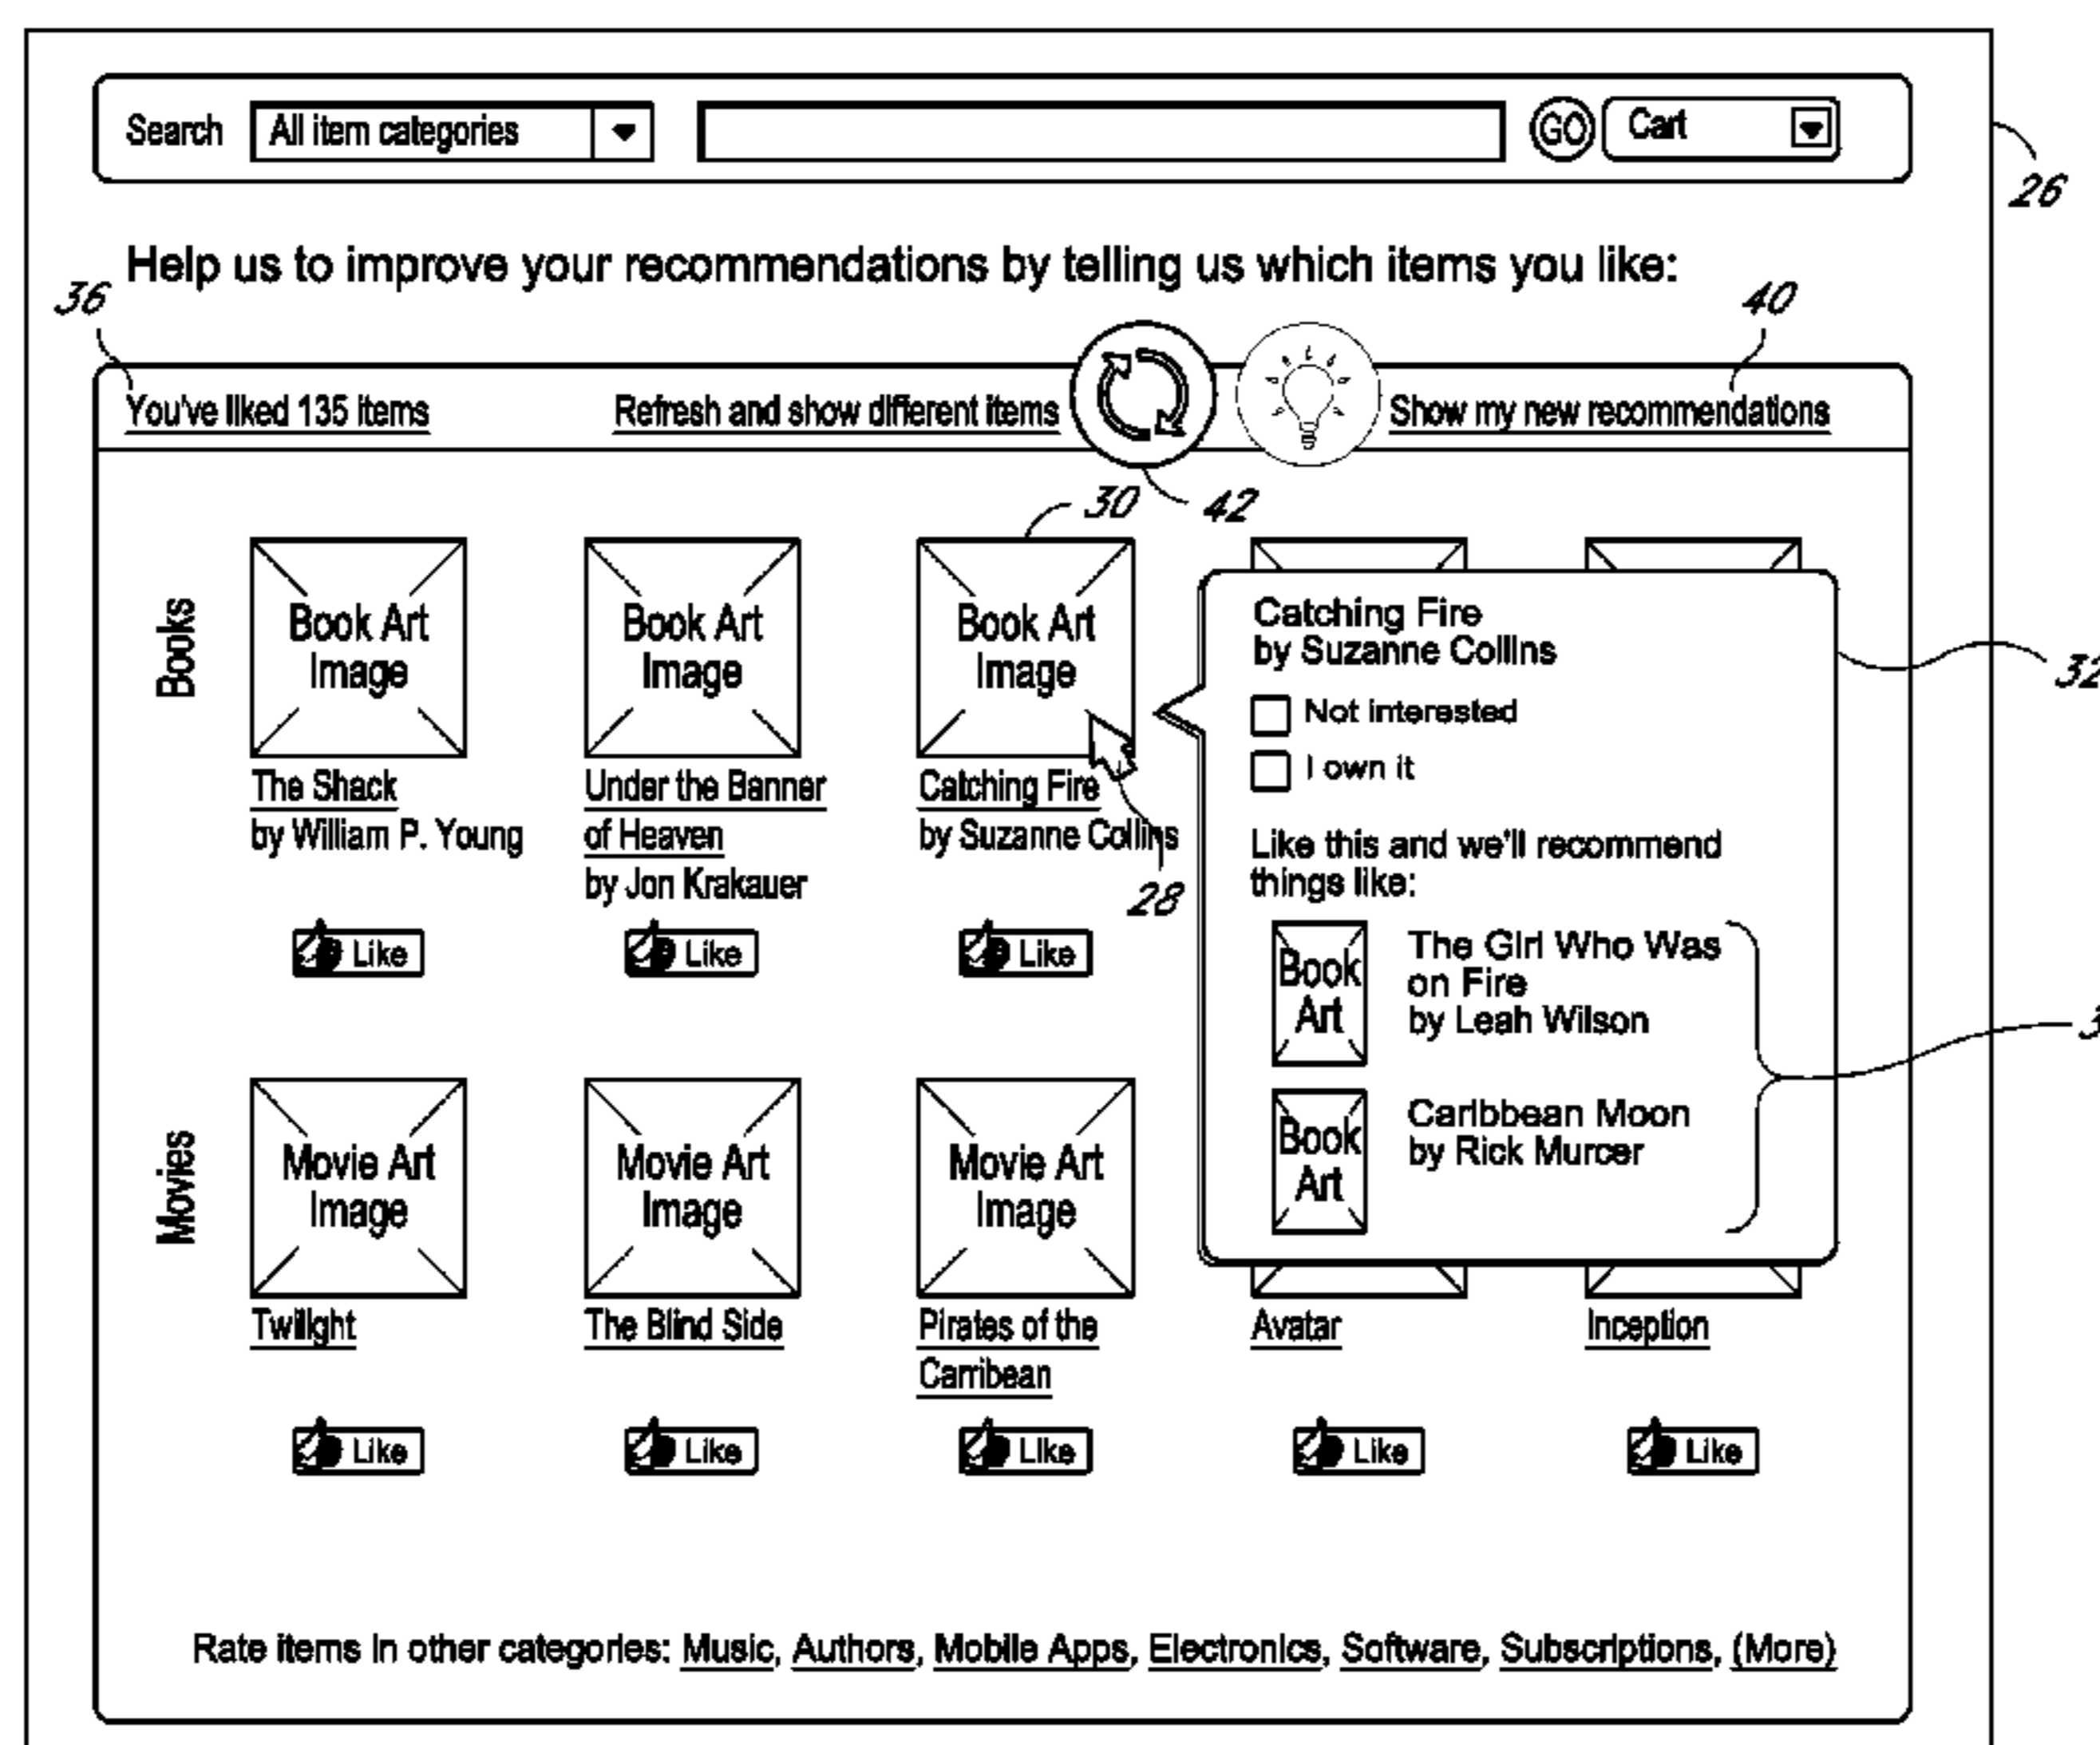 Search All item categories GO Cart
26
Help us to improve your recommendations by telling us which items you like:
36
40
You've liked 135 items Refresh and show different items Show my new recommendations
30
42
Books
Book Art
Image
The Shack
by William P. Young
Like
Book Art
Image
Under the Banner
of Heaven
by Jon Krakauer
Like
Book Art
Image
Catching Fire
by Suzanne Collins
28
Like
Catching Fire
by Suzanne Collins
32
Not interested
I own it
Like this and we'll recommend
things like:
Book
Art
The Girl Who Was
on Fire
by Leah Wilson
Book
Art
Caribbean Moon
by Rick Murcer
Movies
Movie Art
Image
Twilight
Like
Movie Art
Image
The Blind Side
Like
Movie Art
Image
Pirates of the
Carribean
Like
Avatar
Like
Inception
Like
Rate items in other categories: Music, Authors, Mobile Apps, Electronics, Software, Subscriptions, (More)